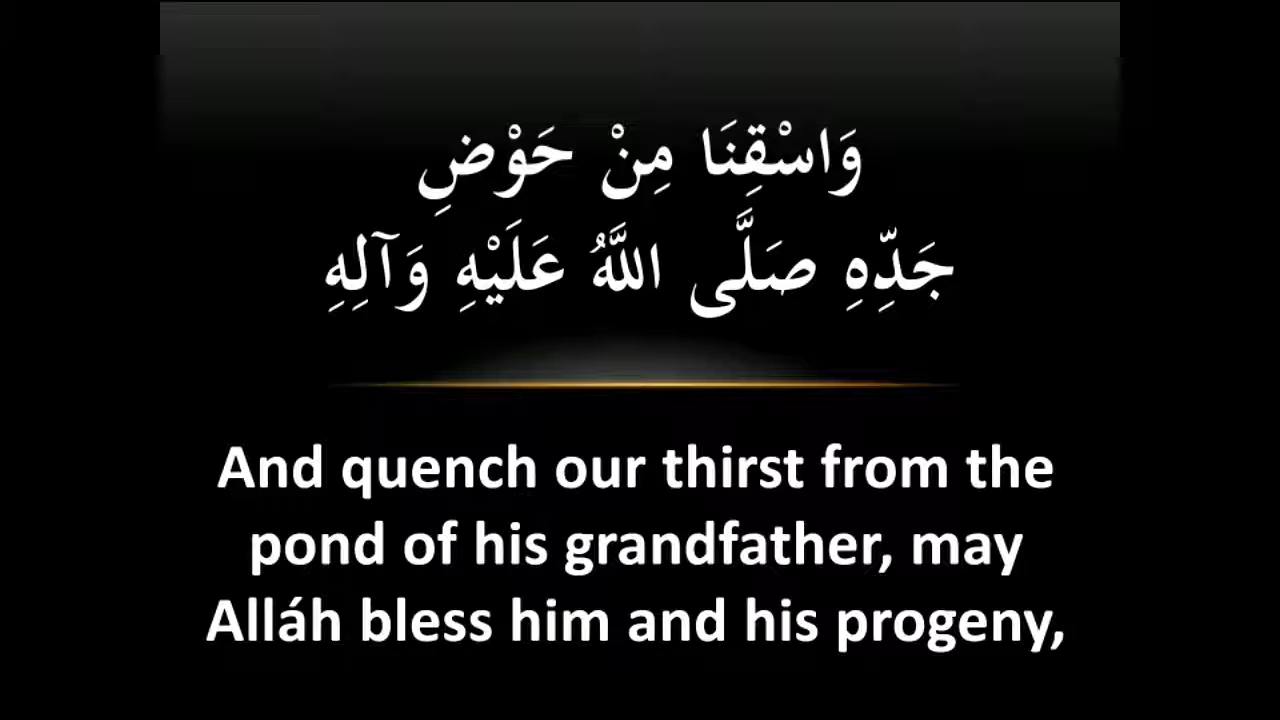 وَاسْقِنَا مِنْ حَوْضِ
جَدِّهِ صَلَّى اللَّهُ عَلَيْهِ وَآلِهِ
And quench our thirst from the
pond of his grandfather, may
Alláh bless him and his progeny,